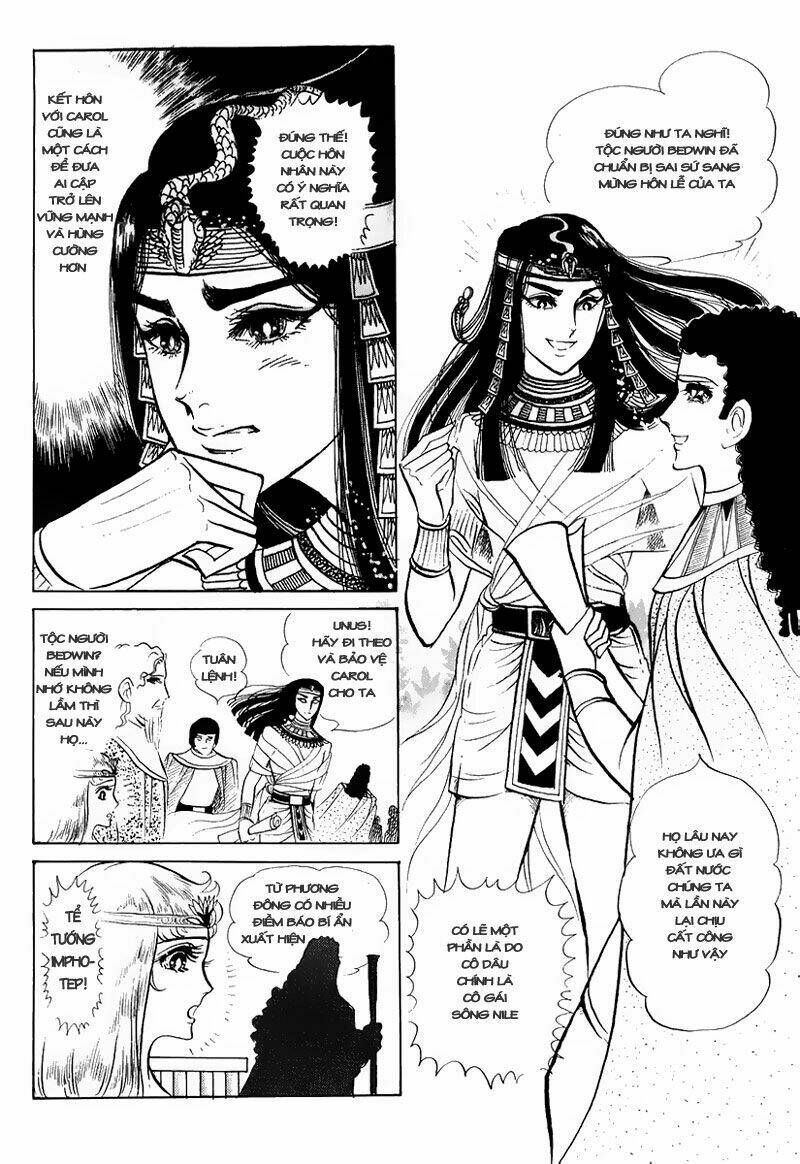 KẾT HÔN
VỚI CAROL
CŨNG LÀ
MỘT CÁCH
ĐỂ ĐƯA
AI CẬP
TRỞ LÊN
VỮNG MẠNH
VÀ HÙNG
CƯỜNG
HƠN
ĐÚNG THẾ!
CUỘC HÔN
NHÂN NÀY
CÓ Ý NGHĨA
RẤT QUAN
TRỌNG!
ĐÚNG NHƯ TA NGHĨ!
TỘC NGƯỜI BEDWIN ĐÃ
CHUẨN BỊ SAI SỨ SANG
MỪNG HÔN LỄ CỦA TA
HỌ LÂU NAY
KHÔNG ƯA GÌ
ĐẤT NƯỚC
CHÚNG TA
MÀ LẦN NÀY
LẠI CHỊU
CẤT CÔNG
NHƯ VẬY
CÓ LẼ MỘT
PHẦN LÀ DO
CÔ DÂU
CHÍNH LÀ
CÔ GÁI
SÔNG NILE
UNUS!
HÃY ĐI THEO
VÀ BẢO VỆ
CAROL
CHO TA
TUÂN
LỆNH!
TỘC NGƯỜI
BEDWIN?
NẾU MÌNH
NHỚ KHÔNG
LẦM THÌ
SAU NÀY
HỌ...
TỪ PHƯƠNG
ĐÔNG CÓ NHIỀU
ĐIỀM BÁO BÍ ẨN
XUẤT HIỆN
TỂ
TƯỚNG
IMPHO-
TEP!